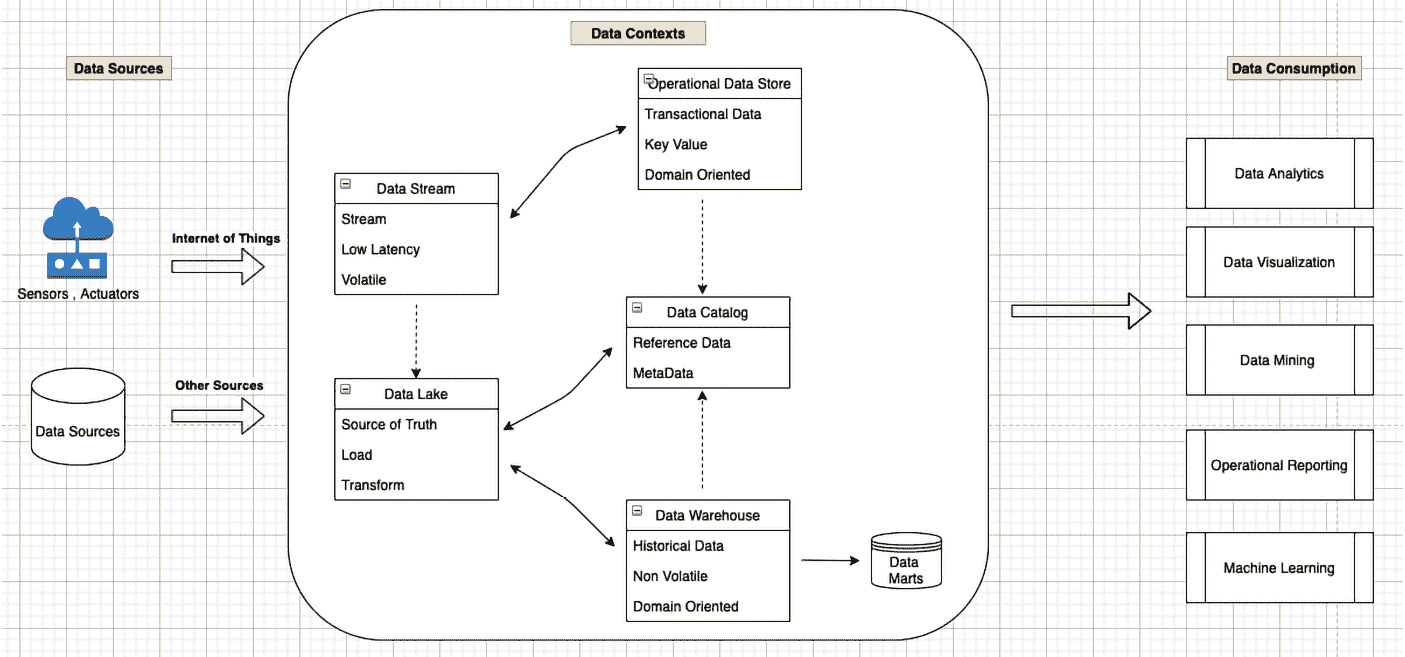 Data Contexts
Data Sources
Data Consumption
Operational Data Store
Transactional Data
Key Value
Domain Oriented
Data Stream
Stream
Low Latency
Volatile
Internet of Things
Sensors , Actuators
Data Catalog
Reference Data
MetaData
Other Sources
Data Sources
Data Lake
Source of Truth
Load
Transform
Data Warehouse
Historical Data
Non Volatile
Domain Oriented
Data
Marts
Data Analytics
Data Visualization
Data Mining
Operational Reporting
Machine Learning